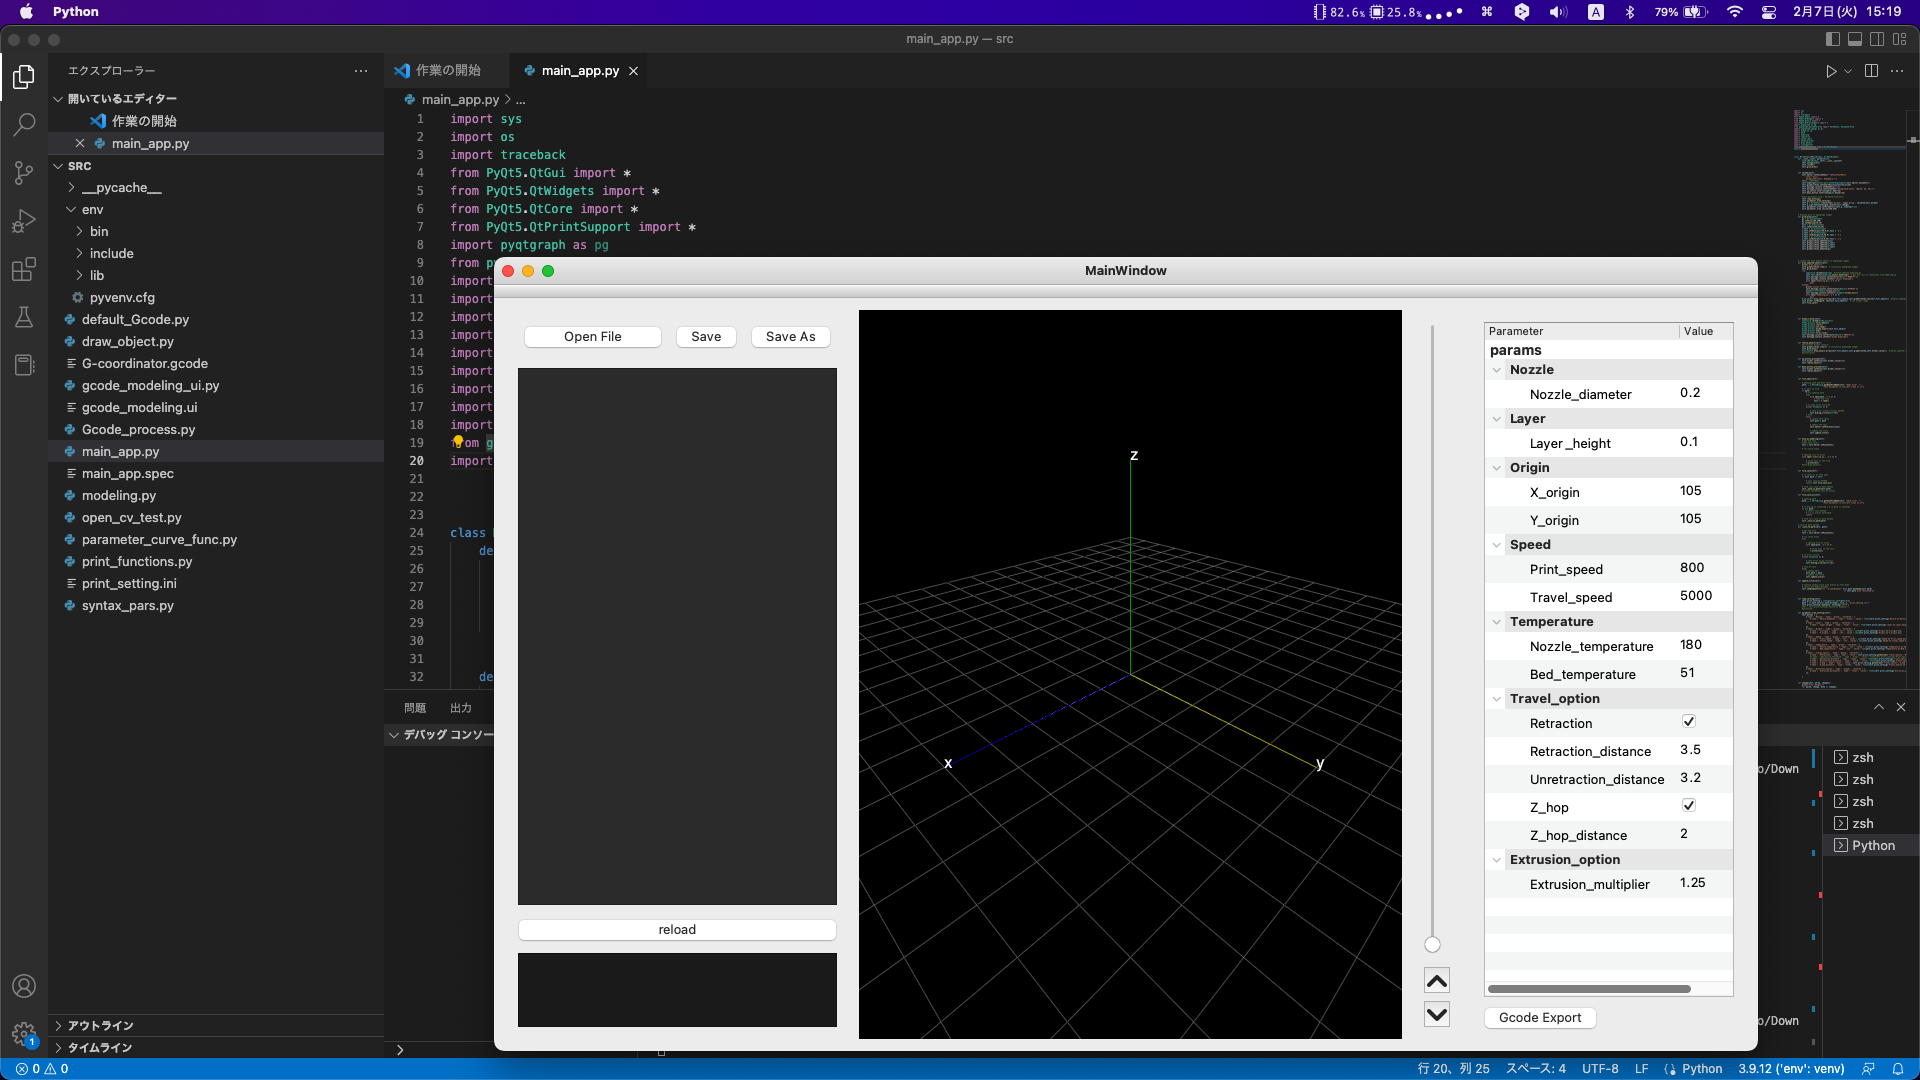 Python
82.6%
25.8%
A
79%
2月7日(火) 15:19
main_app.py — src
エクスプローラー
開いているエディター
作業の開始
main_app.py
SRC
__pycache__
env
bin
include
lib
pyvenv.cfg
default_Gcode.py
draw_object.py
G-coordinator.gcode
gcode_modeling_ui.py
gcode_modeling.ui
Gcode_process.py
main_app.py
main_app.spec
modeling.py
open_cv_test.py
parameter_curve_func.py
print_functions.py
print_setting.ini
syntax_pars.py
アウトライン
タイムライン
作業の開始
main_app.py
main_app.py > ...
1 import sys
2 import os
3 import traceback
4 from PyQt5.QtGui import *
5 from PyQt5.QtWidgets import *
6 from PyQt5.QtCore import *
7 from PyQt5.QtPrintSupport import *
8 import pyqtgraph as pg
9 from
10 import
11 import
12 import
13 import
14 import
15 import
16 import
17 import
18 import
19
20 import
21
22
23
24 class
25 de
26
27
28
29
30
31
32 de
問題
出力
デバッグ コンソー
MainWindow
Open File
Save
Save As
reload
z
x
y
Parameter Value
params
Nozzle
Nozzle_diameter 0.2
Layer
Layer_height 0.1
Origin
X_origin 105
Y_origin 105
Speed
Print_speed 800
Travel_speed 5000
Temperature
Nozzle_temperature 180
Bed_temperature 51
Travel_option
Retraction
Retraction_distance 3.5
Unretraction_distance 3.2
Z_hop
Z_hop_distance 2
Extrusion_option
Extrusion_multiplier 1.25
Gcode Export
o/Down
o/Down
zsh
zsh
zsh
zsh
Python
1
0
0
行 20、列 25
スペース: 4
UTF-8
LF
Python
3.9.12 ('env': venv)